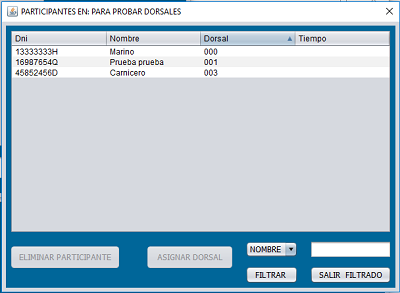 PARTICIPANTES EN: PARA PROBAR DORSALES
Dni Nombre Dorsal Tiempo
13333333H Marino 000
16987654Q Prueba prueba 001
45852456D Carnicero 003
ELIMINAR PARTICIPANTE ASIGNAR DORSAL NOMBRE
FILTRAR SALIR FILTRADO